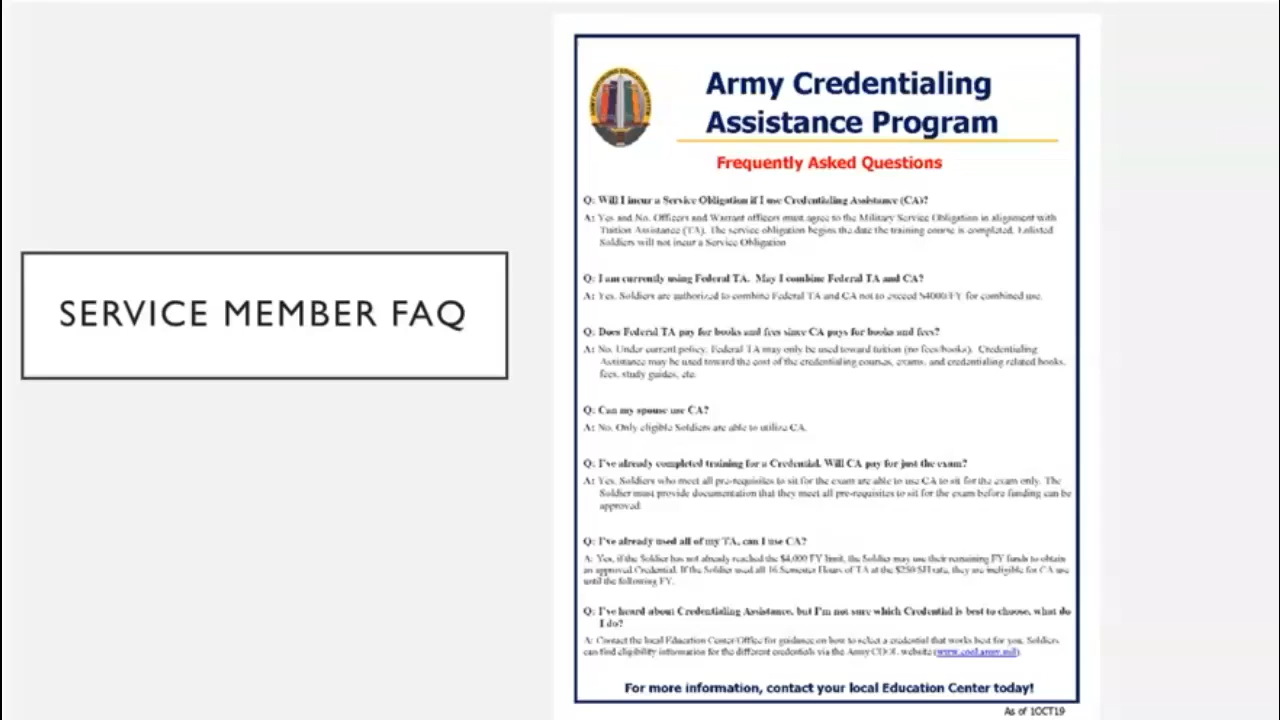 SERVICE MEMBER FAQ
Army Credentialing
Assistance Program
Frequently Asked Questions
Q: Will I incur a Service Obligation if I use Credentialing Assistance (CA)?
A: Yes and No. Officers and Warrant officers must agree to the Military Service Obligation in alignment with
Tuition Assistance (TA). The service obligation begins the date the training course is completed. Enlisted
Soldiers will not incur a Service Obligation
Q: I am currently using Federal TA. May I combine Federal TA and CA?
A: Yes. Soldiers are authorized to combine Federal TA and CA not to exceed $4000/FY for combined use.
Q: Does Federal TA pay for books and fees since CA pays for books and fees?
A: No. Under current policy, Federal TA may only be used toward tuition (no fees/books). Credentialing
Assistance may be used toward the cost of the credentialing courses, exams, and credentialing related books,
fees, study guides, etc.
Q: Can my spouse use CA?
A: No. Only eligible Soldiers are able to utilize CA.
Q: I've already completed training for a Credential. Will CA pay for just the exam?
A: Yes. Soldiers who meet all pre-requisites to sit for the exam are able to use CA to sit for the exam only. The
Soldier must provide documentation that they meet all pre-requisites to sit for the exam before funding can be
approved.
Q: I've already used all of my TA, can I use CA?
A: Yes, if the Soldier has not already reached the $4,000 FY limit, the Soldier may use their remaining FY funds to obtain
an approved Credential. If the Soldier used all 16 Semester Hours of TA at the $250/SH rate, they are ineligible for CA use
until the following FY.
Q: I've heard about Credentialing Assistance, but I'm not sure which Credential is best to choose, what do
I do?
A: Contact the local Education Center/Office for guidance on how to select a credential that works best for you. Soldiers
can find eligibility information for the different credentials via the Army COOL website (www.cool.army.mil).
For more information, contact your local Education Center today!
As of 1OCT19